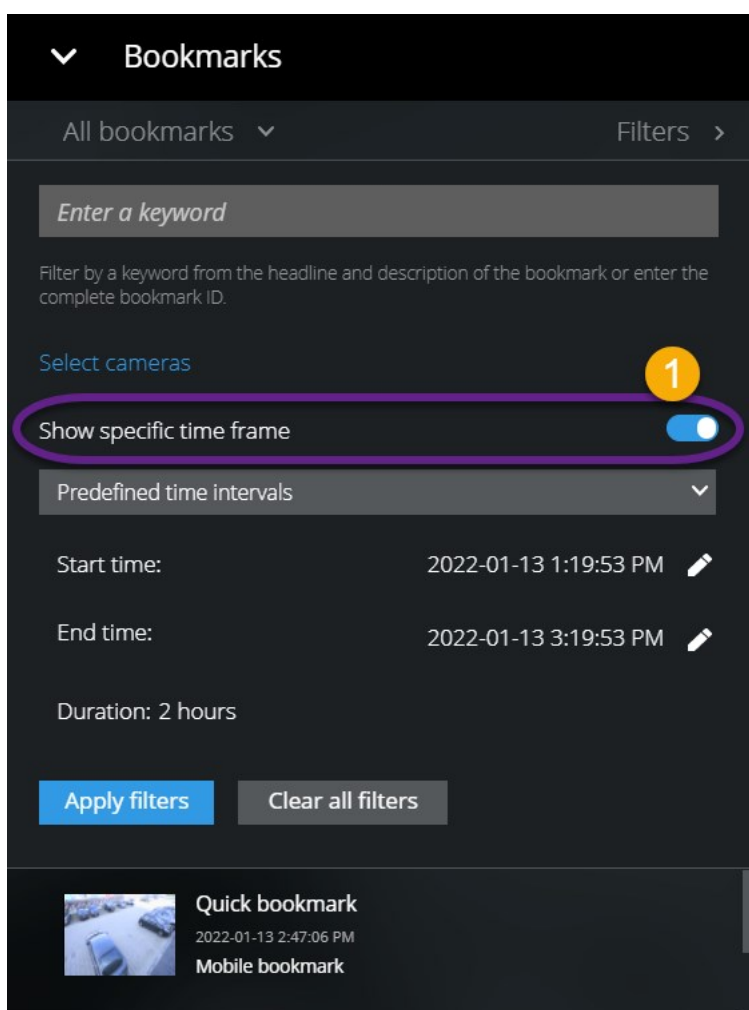 Bookmarks
All bookmarks Filters
Enter a keyword
Filter by a keyword from the headline and description of the bookmark or enter the
complete bookmark ID.
Select cameras
1
Show specific time frame
Predefined time intervals
Start time: 2022-01-13 1:19:53 PM
End time: 2022-01-13 3:19:53 PM
Duration: 2 hours
Apply filters Clear all filters
Quick bookmark
2022-01-13 2:47:06 PM
Mobile bookmark